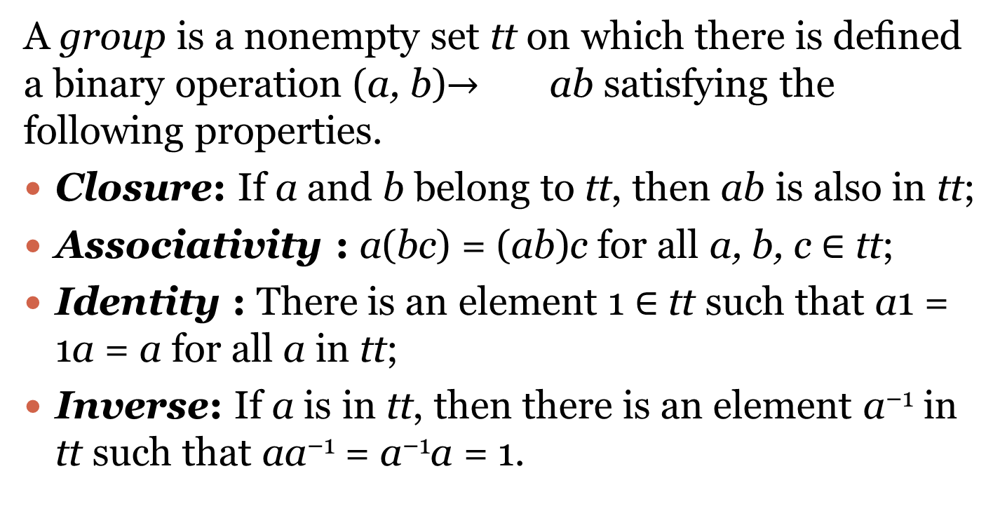 A group is a nonempty set tt on which there is defined
a binary operation (a, b)→ ab satisfying the
following properties.
• Closure: If a and b belong to tt, then ab is also in tt;
• Associativity : a(bc) = (ab)c for all a, b, c ∈ tt;
• Identity : There is an element 1 ∈ tt such that a1 =
1a = a for all a in tt;
• Inverse: If a is in tt, then there is an element a⁻¹ in
tt such that aa⁻¹ = a⁻¹a = 1.